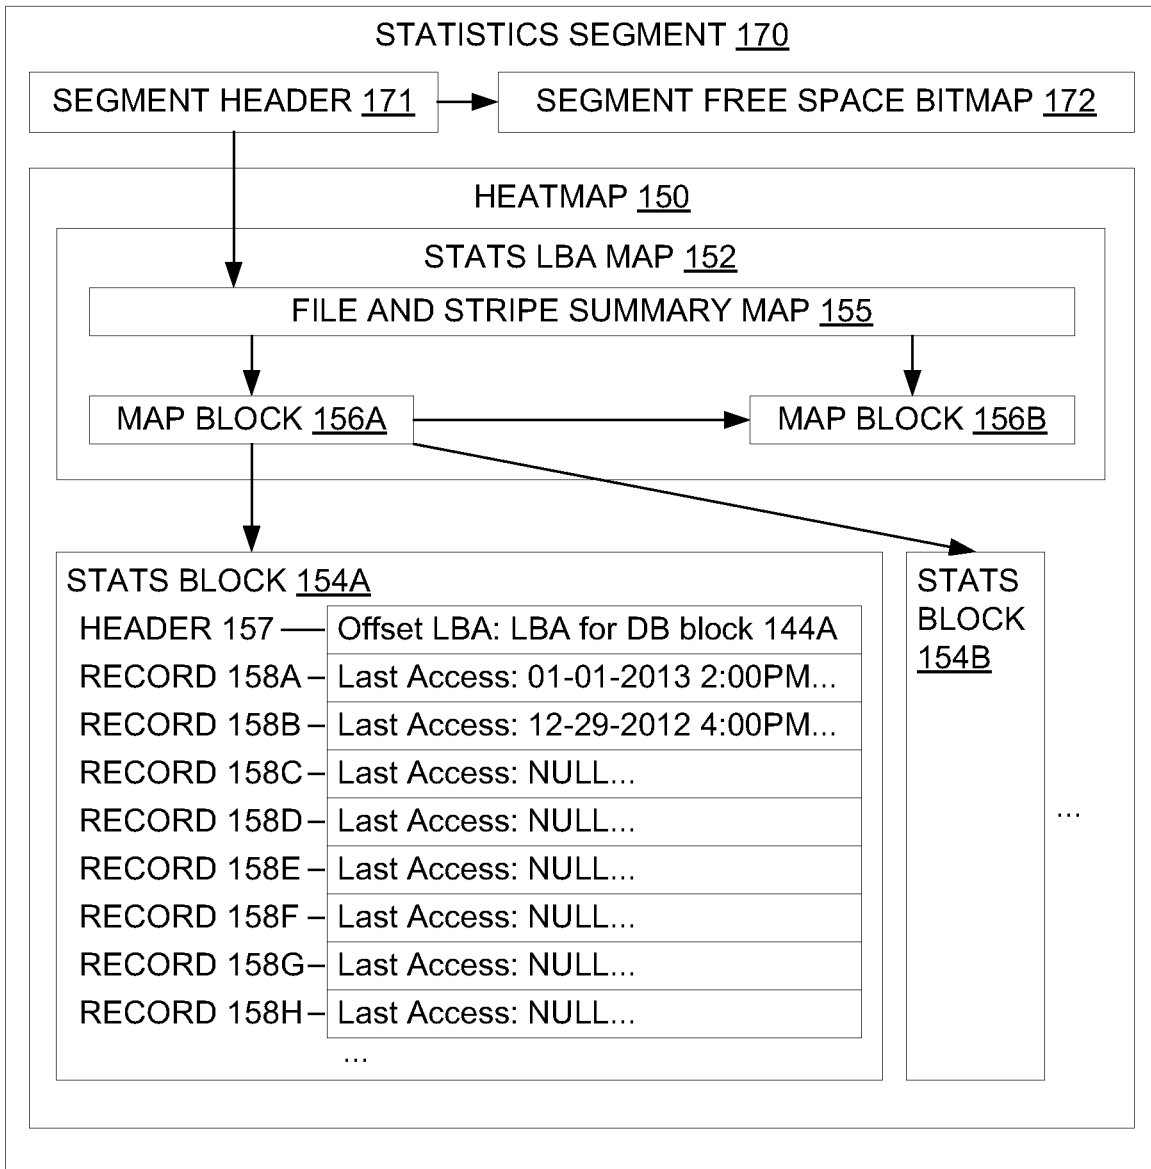 STATISTICS SEGMENT 170
SEGMENT HEADER 171
SEGMENT FREE SPACE BITMAP 172
HEATMAP 150
STATS LBA MAP 152
FILE AND STRIPE SUMMARY MAP 155
MAP BLOCK 156A
MAP BLOCK 156B
STATS BLOCK 154A
HEADER 157 Offset LBA: LBA for DB block 144A
RECORD 158A Last Access: 01-01-2013 2:00PM...
RECORD 158B Last Access: 12-29-2012 4:00PM...
RECORD 158C Last Access: NULL...
RECORD 158D Last Access: NULL...
RECORD 158E Last Access: NULL...
RECORD 158F Last Access: NULL...
RECORD 158G Last Access: NULL...
RECORD 158H Last Access: NULL...
...
STATS
BLOCK
154B
...